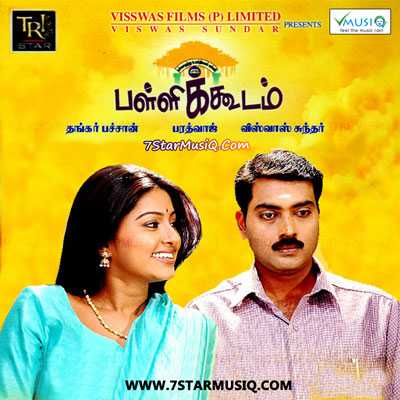 TRI
STAR
VISSWAS FILMS (P) LIMITED
VISWAS SUNDAR PRESENTS
VMUSIQ
feel the music rain
பள்ளிக்கூடம்
தங்கர் பச்சான் பரத்வாஜ் விஸ்வாஸ் சுந்தர்
7StarMusiQ.Com
WWW.7STARMUSIQ.COM